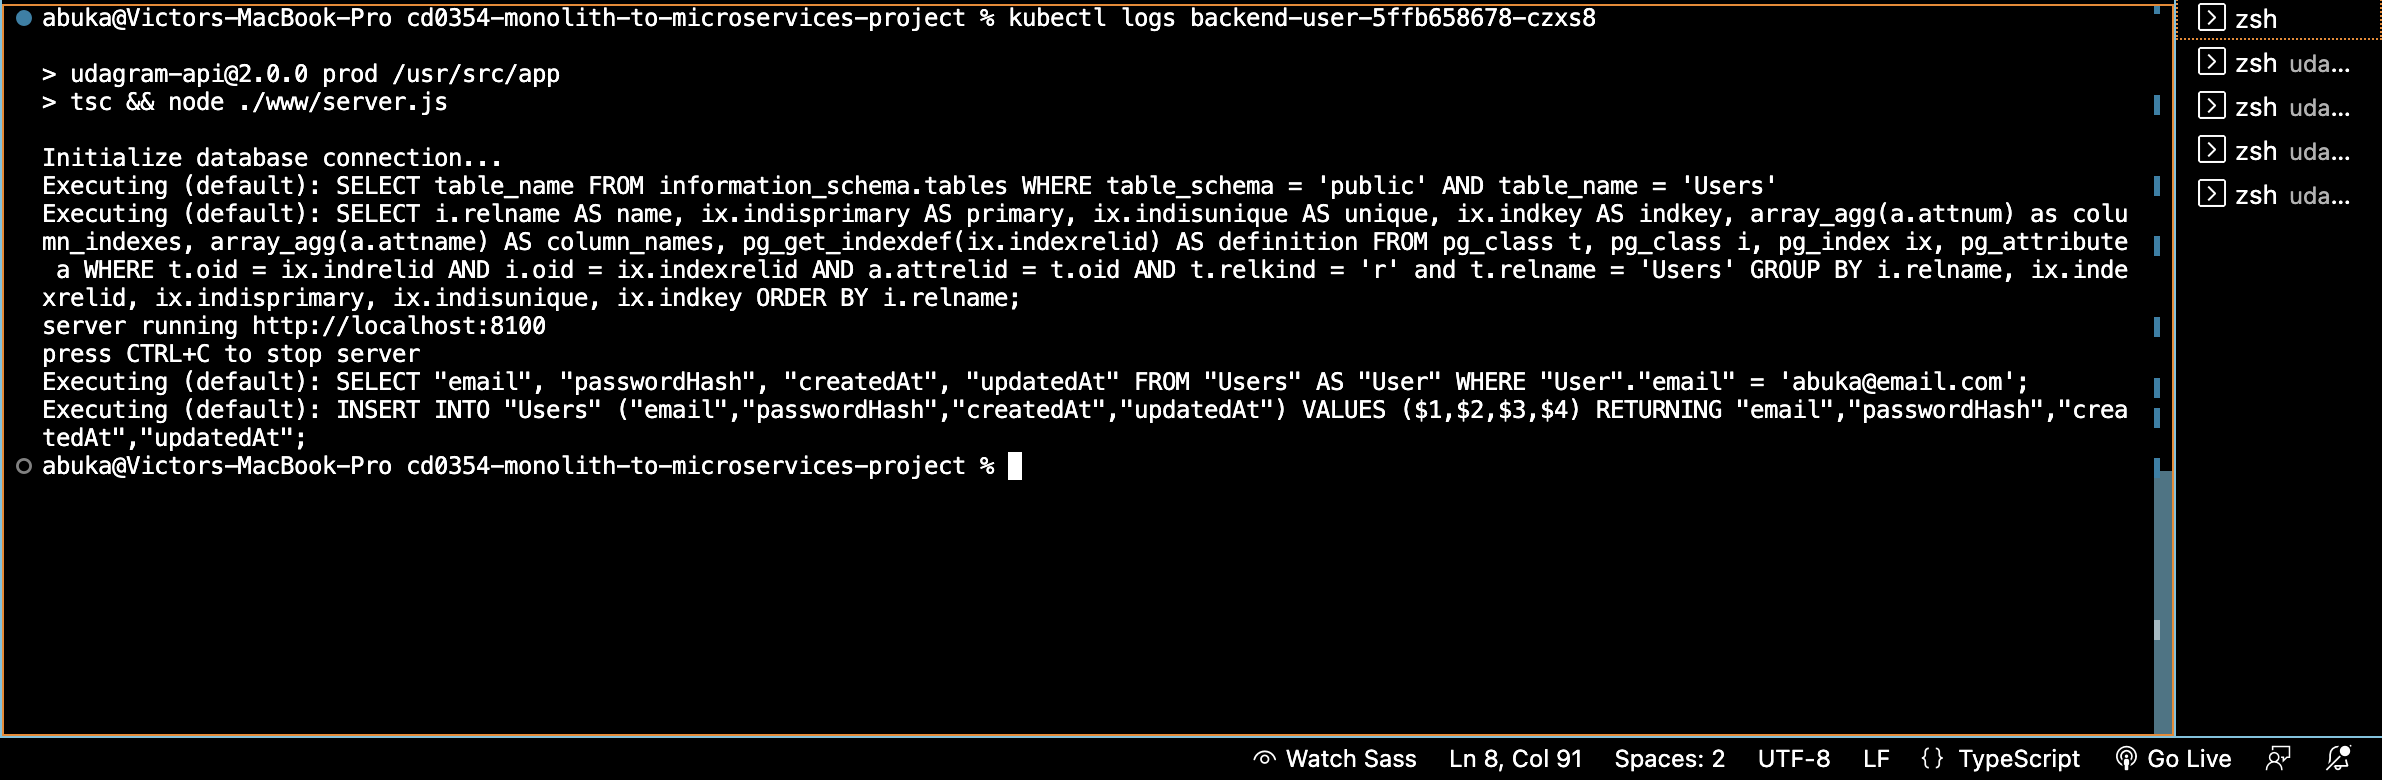 abuka@Victors-MacBook-Pro cd0354-monolith-to-microservices-project % kubectl logs backend-user-5ffb658678-czxs8
> udagram-api@2.0.0 prod /usr/src/app
> tsc && node ./www/server.js
Initialize database connection...
Executing (default): SELECT table_name FROM information_schema.tables WHERE table_schema = 'public' AND table_name = 'Users'
Executing (default): SELECT i.relname AS name, ix.indisprimary AS primary, ix.indisunique AS unique, ix.indkey AS indkey, array_agg(a.attnum) as colu
mn_indexes, array_agg(a.attname) AS column_names, pg_get_indexdef(ix.indexrelid) AS definition FROM pg_class t, pg_class i, pg_index ix, pg_attribute
 a WHERE t.oid = ix.indrelid AND i.oid = ix.indexrelid AND a.attrelid = t.oid AND t.relkind = 'r' and t.relname = 'Users' GROUP BY i.relname, ix.inde
xrelid, ix.indisprimary, ix.indisunique, ix.indkey ORDER BY i.relname;
server running http://localhost:8100
press CTRL+C to stop server
Executing (default): SELECT "email", "passwordHash", "createdAt", "updatedAt" FROM "Users" AS "User" WHERE "User"."email" = 'abuka@email.com';
Executing (default): INSERT INTO "Users" ("email","passwordHash","createdAt","updatedAt") VALUES ($1,$2,$3,$4) RETURNING "email","passwordHash","crea
tedAt","updatedAt";
abuka@Victors-MacBook-Pro cd0354-monolith-to-microservices-project %
zsh
zsh uda...
zsh uda...
zsh uda...
zsh uda...
Watch Sass Ln 8, Col 91 Spaces: 2 UTF-8 LF {} TypeScript Go Live